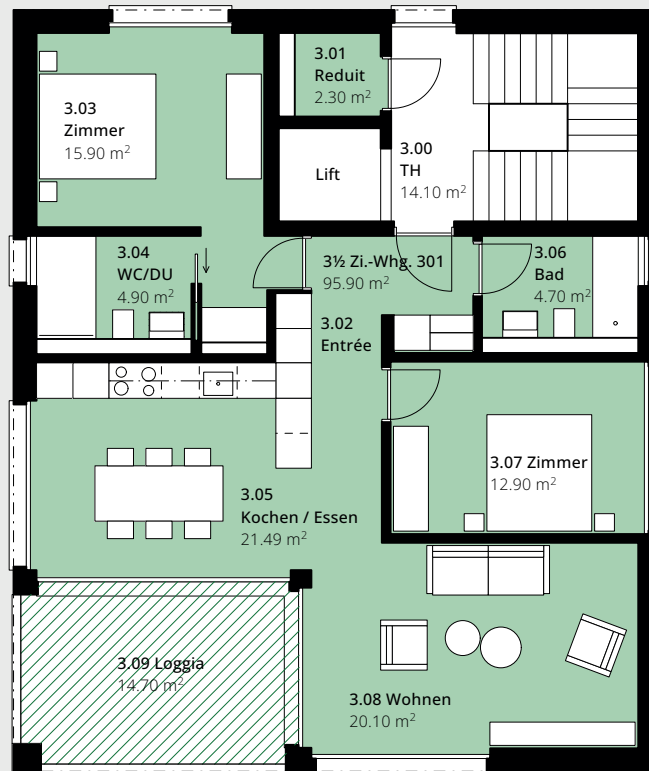 3.01
Reduit
2.30 m²
3.03
Zimmer
15.90 m²
3.00
TH
14.10 m²
Lift
3.04
WC/DU
4.90 m²
3½ Zi.-Whg. 301
95.90 m²
3.06
Bad
4.70 m²
3.02
Entrée
3.07 Zimmer
12.90 m²
3.05
Kochen / Essen
21.49 m²
3.09 Loggia
14.70 m²
3.08 Wohnen
20.10 m²